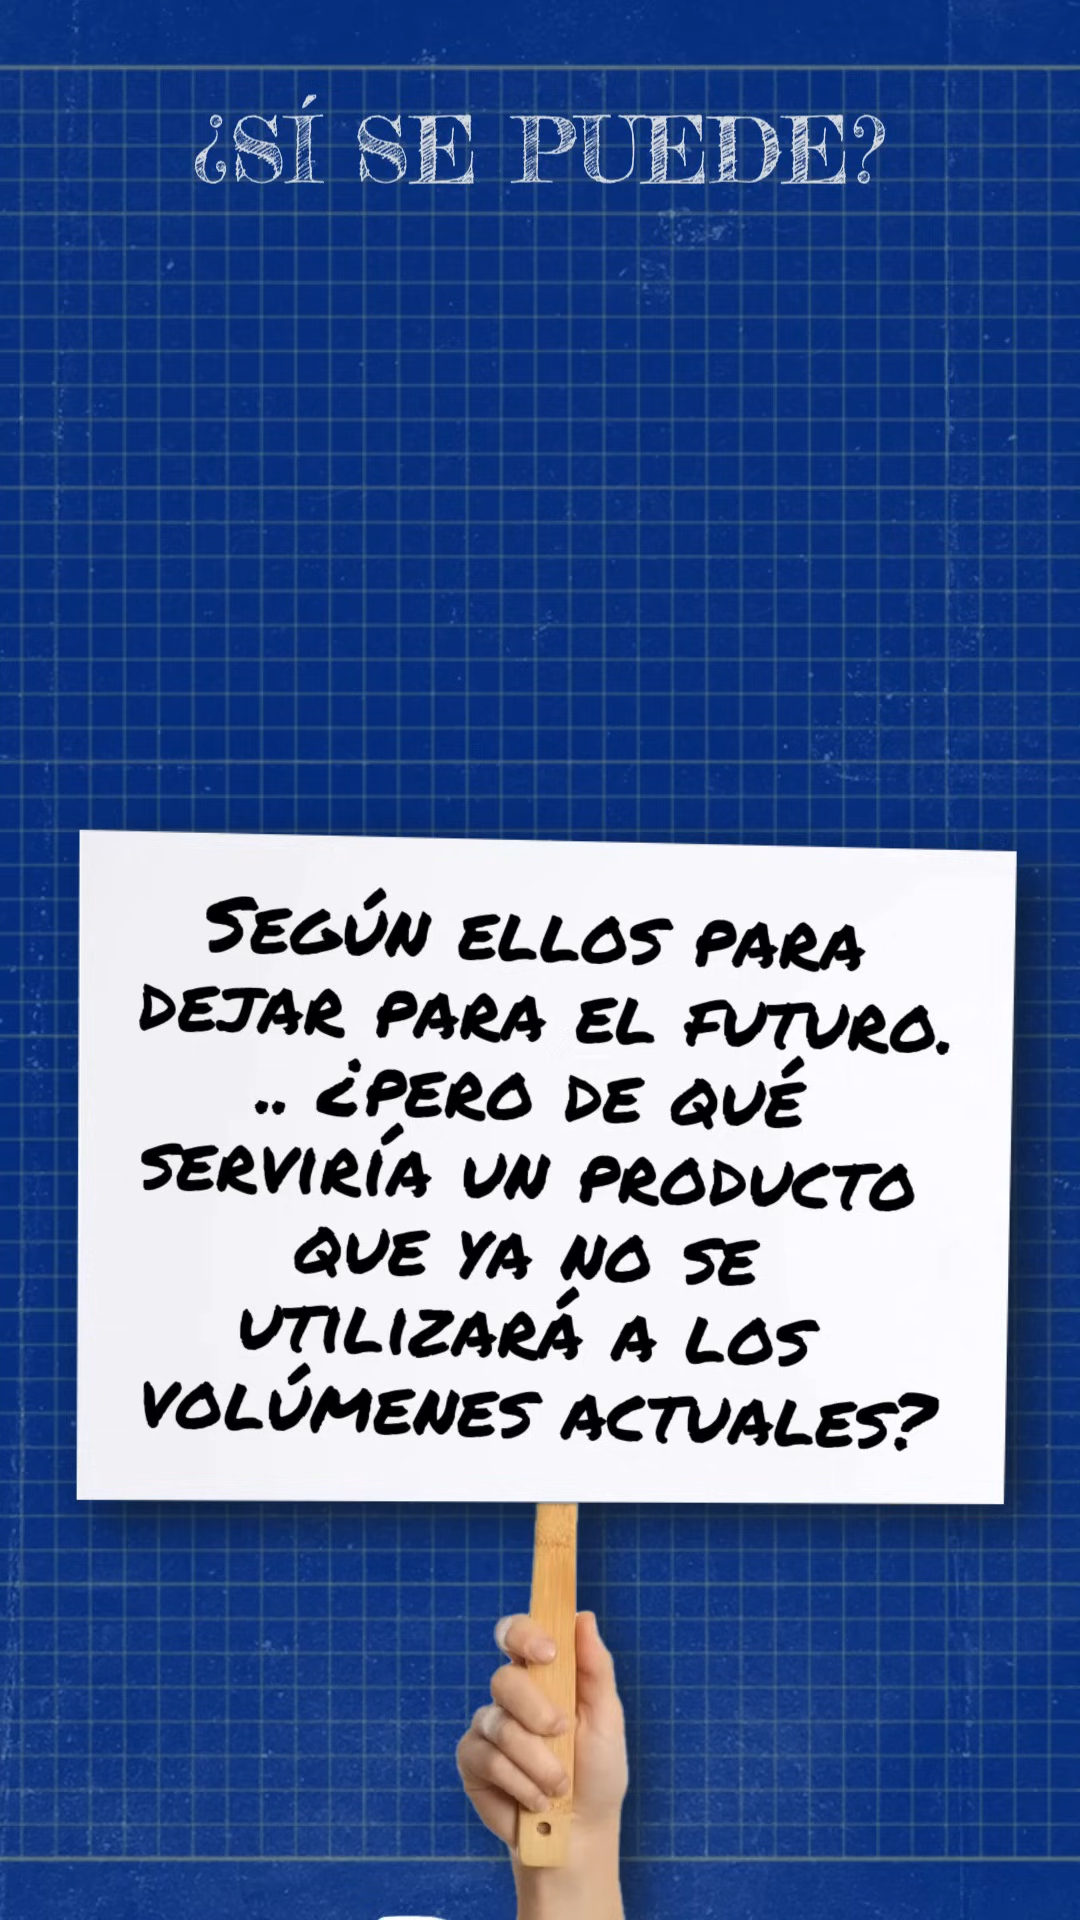 ¿SÍ SE PUEDE?
SEGÚN ELLOS PARA
DEJAR PARA EL FUTURO.
.. ¿PERO DE QUÉ
SERVIRÍA UN PRODUCTO
QUE YA NO SE
UTILIZARÁ A LOS
VOLÚMENES ACTUALES?